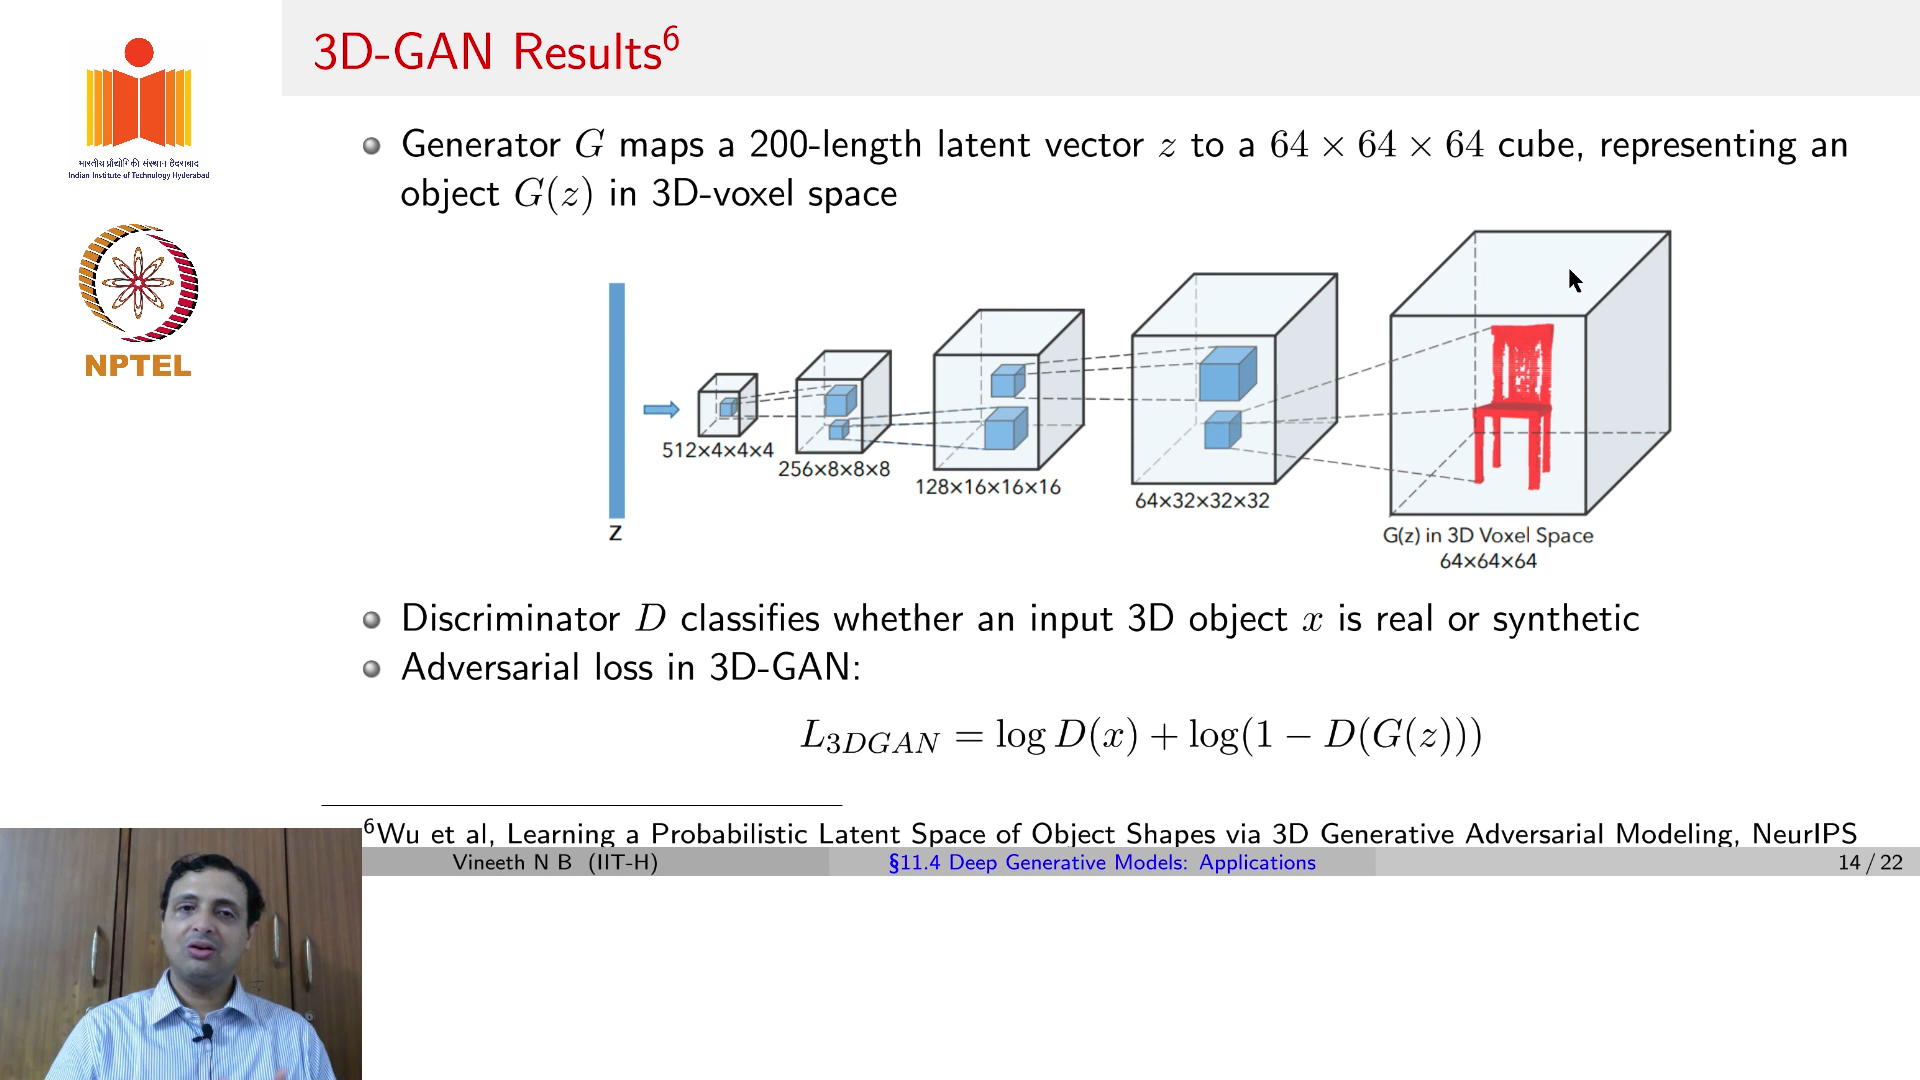 3D-GAN Results⁶
भारतीय प्रौद्योगिकी संस्थान हैदराबाद
Indian Institute of Technology Hyderabad
NPTEL
Generator G maps a 200-length latent vector z to a 64 × 64 × 64 cube, representing an
object G(z) in 3D-voxel space
z
512×4×4×4
256×8×8×8
128×16×16×16
64×32×32×32
G(z) in 3D Voxel Space
64×64×64
Discriminator D classifies whether an input 3D object x is real or synthetic
Adversarial loss in 3D-GAN:
L_{3DGAN} = log D(x) + log(1 − D(G(z)))
⁶Wu et al, Learning a Probabilistic Latent Space of Object Shapes via 3D Generative Adversarial Modeling, NeurIPS
Vineeth N B (IIT-H)
§11.4 Deep Generative Models: Applications
14 / 22